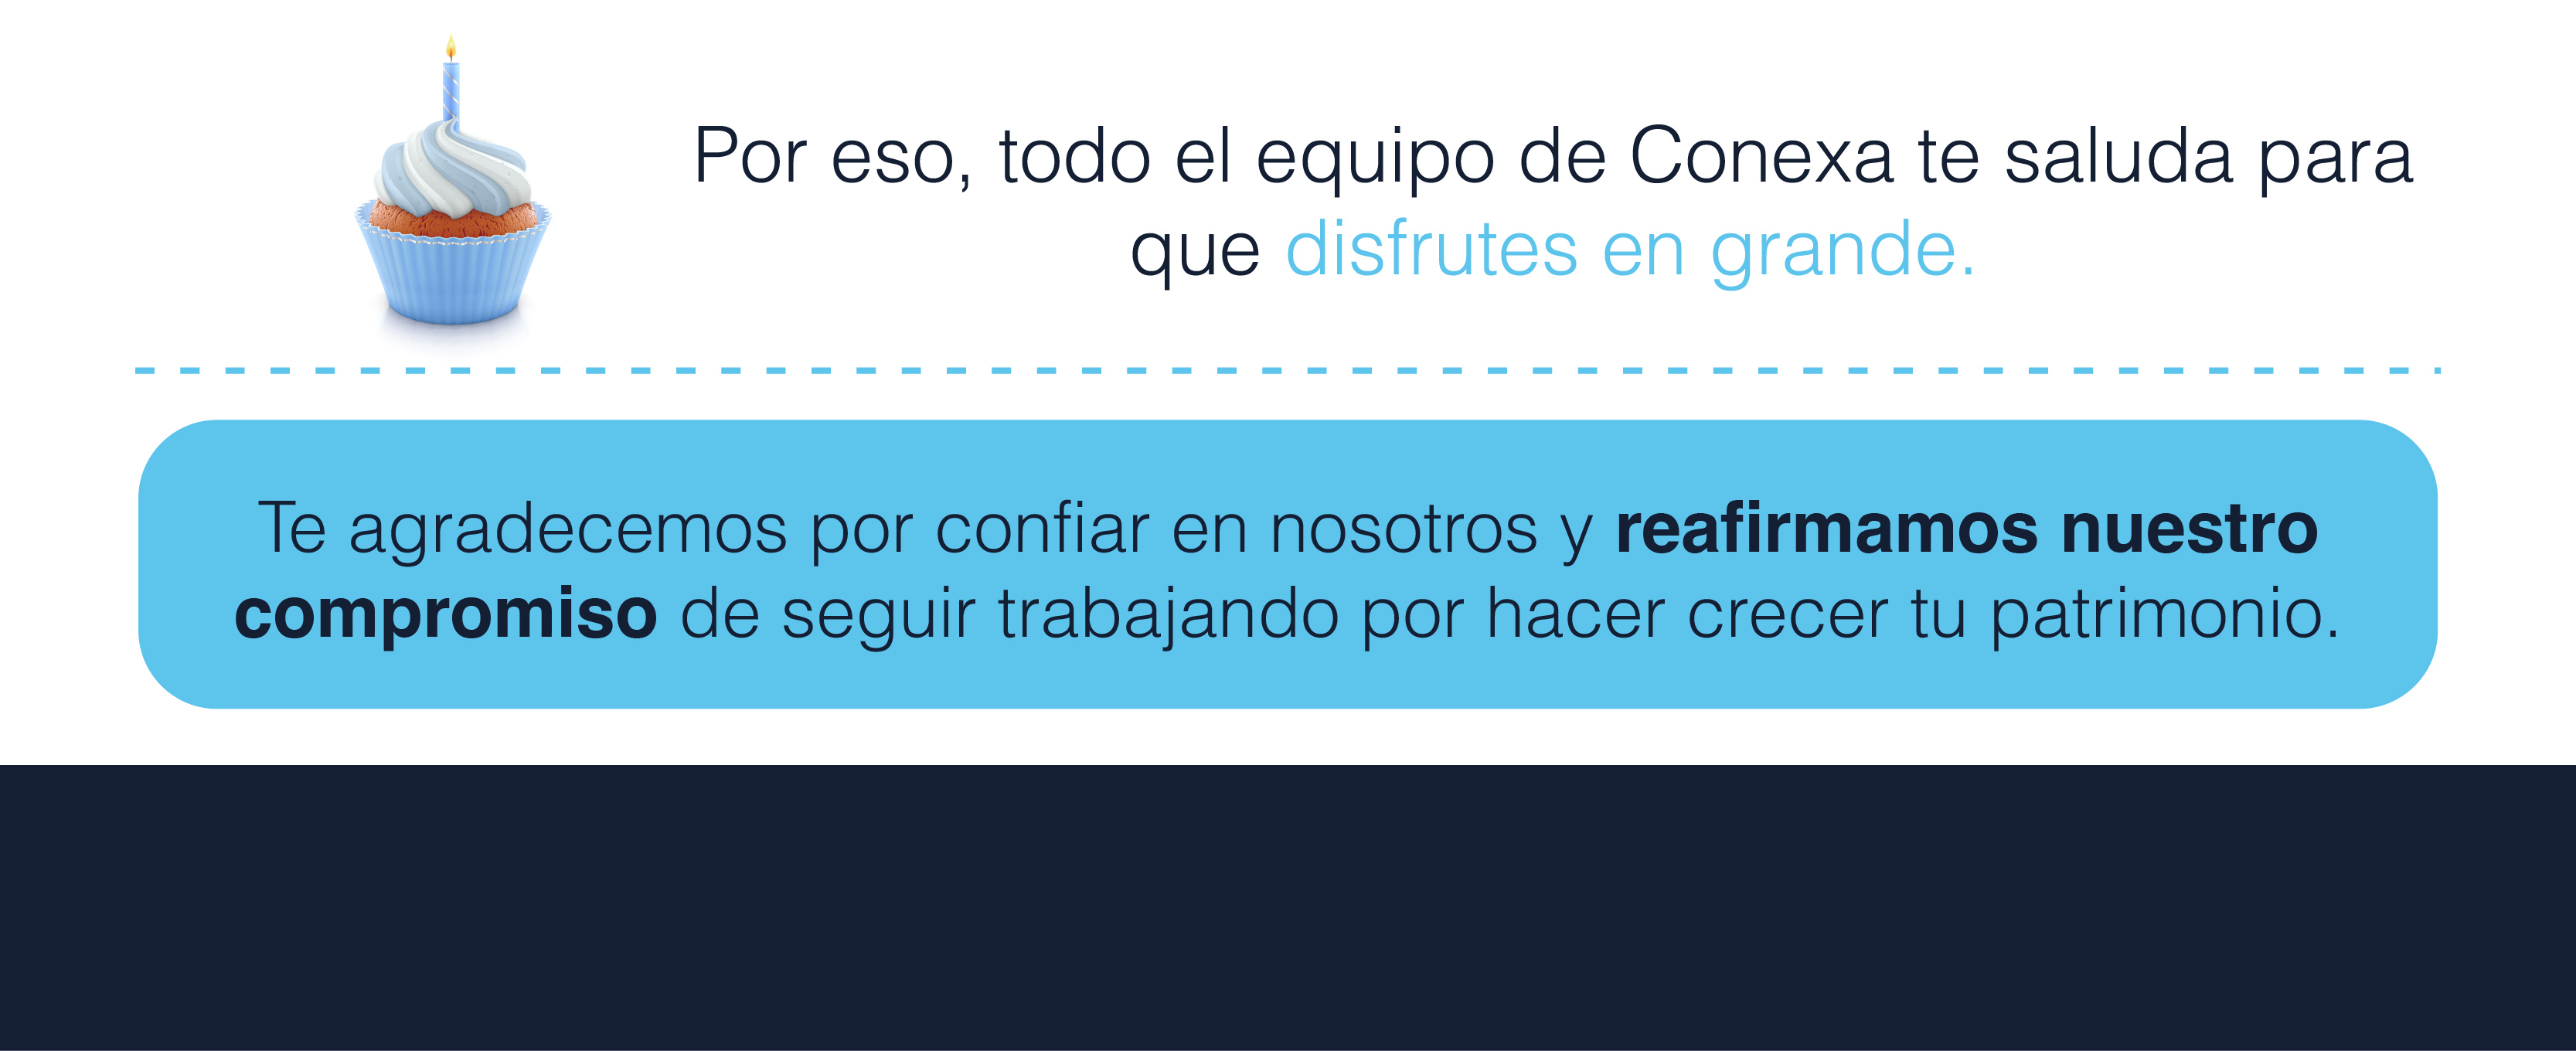 Por eso, todo el equipo de Conexa te saluda para
que disfrutes en grande.
Te agradecemos por confiar en nosotros y reafirmamos nuestro
compromiso de seguir trabajando por hacer crecer tu patrimonio.